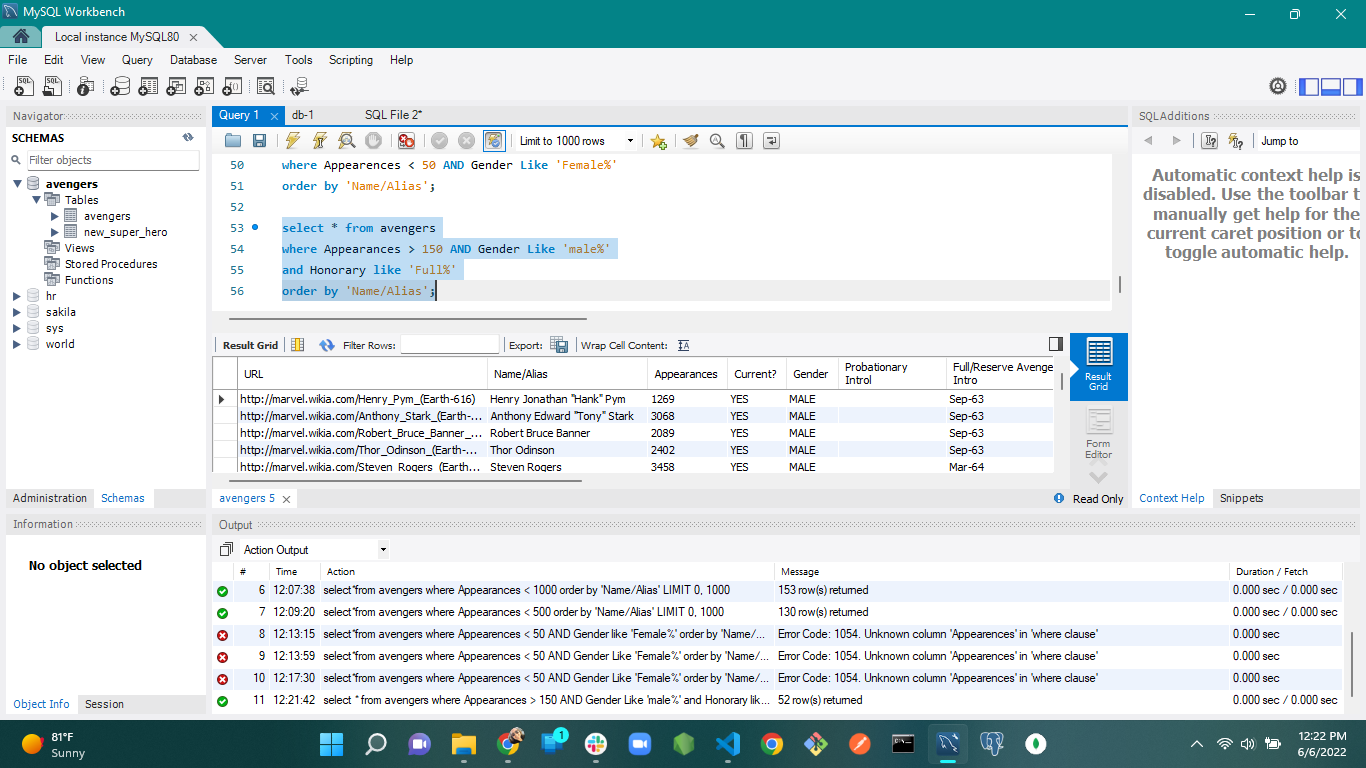 MySQL Workbench
Local instance MySQL80
File Edit View Query Database Server Tools Scripting Help
Navigator
SCHEMAS
Filter objects
avengers
Tables
avengers
new_super_hero
Views
Stored Procedures
Functions
hr
sakila
sys
world
Administration Schemas
Information
No object selected
Object Info Session
Query 1 db-1 SQL File 2*
Limit to 1000 rows
50 where Appearences < 50 AND Gender Like 'Female%'
51 order by 'Name/Alias';
52
53 select * from avengers
54 where Appearances > 150 AND Gender Like 'male%'
55 and Honorary like 'Full%'
56 order by 'Name/Alias';
Result Grid Filter Rows: Export: Wrap Cell Content:
URL Name/Alias Appearances Current? Gender Probationary Introl Full/Reserve Avenge Intro
http://marvel.wikia.com/Henry_Pym_(Earth-616) Henry Jonathan "Hank" Pym 1269 YES MALE Sep-63
http://marvel.wikia.com/Anthony_Stark_(Earth-... Anthony Edward "Tony" Stark 3068 YES MALE Sep-63
http://marvel.wikia.com/Robert_Bruce_Banner_... Robert Bruce Banner 2089 YES MALE Sep-63
http://marvel.wikia.com/Thor_Odinson_(Earth-... Thor Odinson 2402 YES MALE Sep-63
http://marvel.wikia.com/Steven_Rogers_(Earth... Steven Rogers 3458 YES MALE Mar-64
Result Grid
Form Editor
avengers 5
Read Only
SQLAdditions
Jump to
Automatic context help is
disabled. Use the toolbar t
manually get help for the
current caret position or to
toggle automatic help.
Context Help Snippets
Output
Action Output
# Time Action Message Duration / Fetch
6 12:07:38 select*from avengers where Appearances < 1000 order by 'Name/Alias' LIMIT 0, 1000 153 row(s) returned 0.000 sec / 0.000 sec
7 12:09:20 select*from avengers where Appearances < 500 order by 'Name/Alias' LIMIT 0, 1000 130 row(s) returned 0.000 sec / 0.000 sec
8 12:13:15 select*from avengers where Appearences < 50 AND Gender like 'Female%' order by 'Name/... Error Code: 1054. Unknown column 'Appearences' in 'where clause' 0.000 sec
9 12:13:59 select*from avengers where Appearences < 50 AND Gender Like 'Female%' order by 'Name/... Error Code: 1054. Unknown column 'Appearences' in 'where clause' 0.000 sec
10 12:17:30 select*from avengers where Appearences < 50 AND Gender Like 'Female%' order by 'Name/... Error Code: 1054. Unknown column 'Appearences' in 'where clause' 0.000 sec
11 12:21:42 select * from avengers where Appearances > 150 AND Gender Like 'male%' and Honorary lik... 52 row(s) returned 0.000 sec / 0.000 sec
81°F
Sunny
1
12:22 PM
6/6/2022